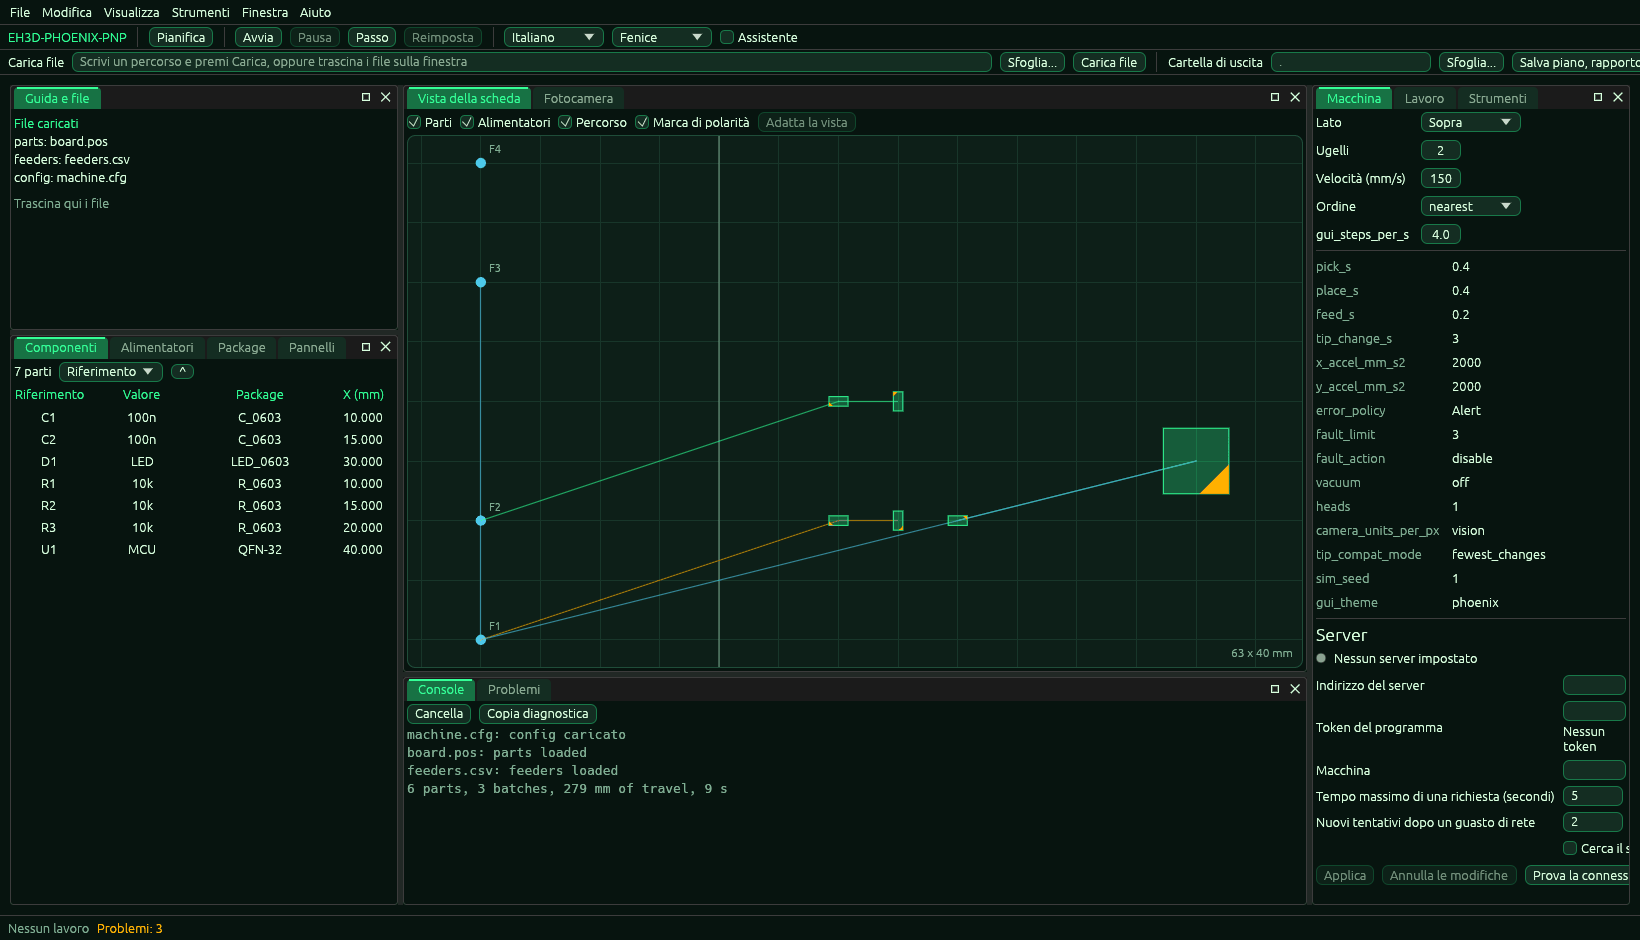 File Modifica Visualizza Strumenti Finestra Aiuto
EH3D-PHOENIX-PNP Pianifica Avvia Pausa Passo Reimposta Italiano Fenice Assistente
Carica file Scrivi un percorso e premi Carica, oppure trascina i file sulla finestra Sfoglia... Carica file Cartella di uscita . Sfoglia... Salva piano, rapporto
Guida e file
File caricati
parts: board.pos
feeders: feeders.csv
config: machine.cfg
Trascina qui i file
Componenti Alimentatori Package Pannelli
7 parti Riferimento ^
Riferimento Valore Package X (mm)
C1 100n C_0603 10.000
C2 100n C_0603 15.000
D1 LED LED_0603 30.000
R1 10k R_0603 10.000
R2 10k R_0603 15.000
R3 10k R_0603 20.000
U1 MCU QFN-32 40.000
Vista della scheda Fotocamera
Parti Alimentatori Percorso Marca di polarità Adatta la vista
F4
F3
F2
F1
63 x 40 mm
Console Problemi
Cancella Copia diagnostica
machine.cfg: config caricato
board.pos: parts loaded
feeders.csv: feeders loaded
6 parts, 3 batches, 279 mm of travel, 9 s
Macchina Lavoro Strumenti
Lato Sopra
Ugelli 2
Velocità (mm/s) 150
Ordine nearest
gui_steps_per_s 4.0
pick_s 0.4
place_s 0.4
feed_s 0.2
tip_change_s 3
x_accel_mm_s2 2000
y_accel_mm_s2 2000
error_policy Alert
fault_limit 3
fault_action disable
vacuum off
heads 1
camera_units_per_px vision
tip_compat_mode fewest_changes
sim_seed 1
gui_theme phoenix
Server
Nessun server impostato
Indirizzo del server
Token del programma Nessun token
Macchina
Tempo massimo di una richiesta (secondi) 5
Nuovi tentativi dopo un guasto di rete 2
Cerca il s
Applica Annulla le modifiche Prova la conness
Nessun lavoro Problemi: 3